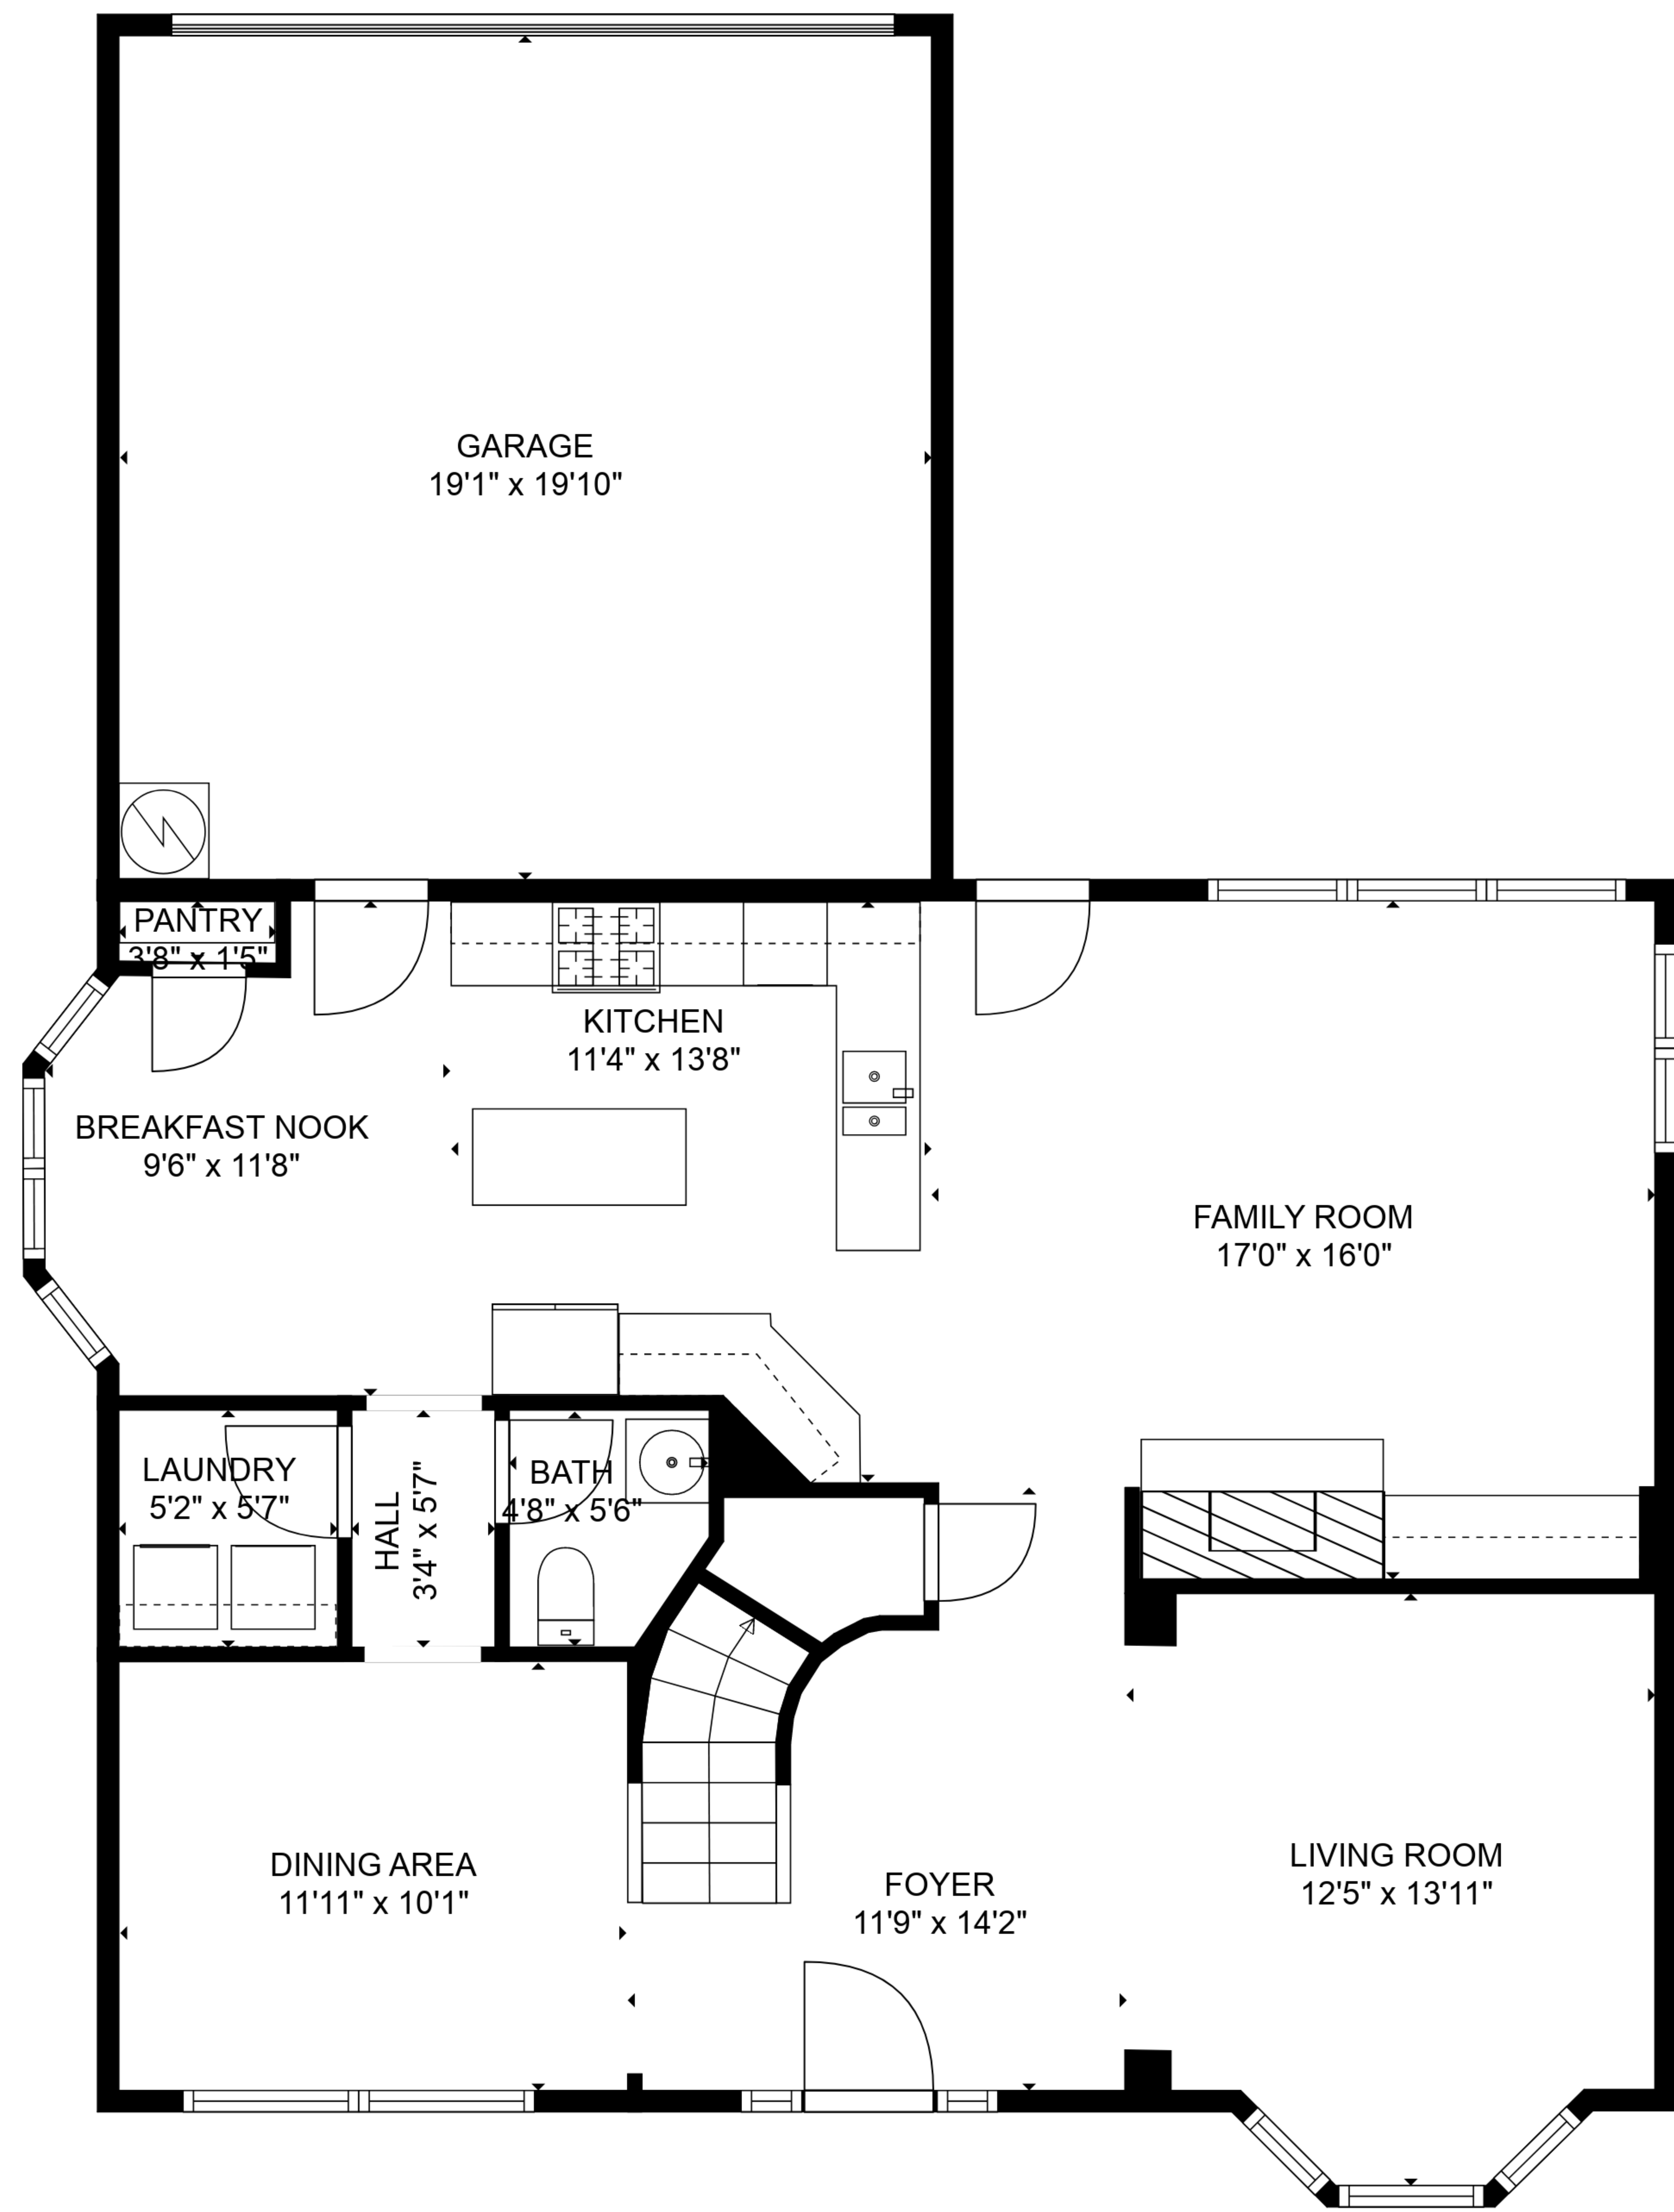 GARAGE
19'1" x 19'10"
PANTRY
3'8" x 1'5"
KITCHEN
11'4" x 13'8"
BREAKFAST NOOK
9'6" x 11'8"
FAMILY ROOM
17'0" x 16'0"
LAUNDRY
5'2" x 5'7"
HALL
3'4" x 5'7"
BATH
4'8" x 5'6"
DINING AREA
11'11" x 10'1"
FOYER
11'9" x 14'2"
LIVING ROOM
12'5" x 13'11"